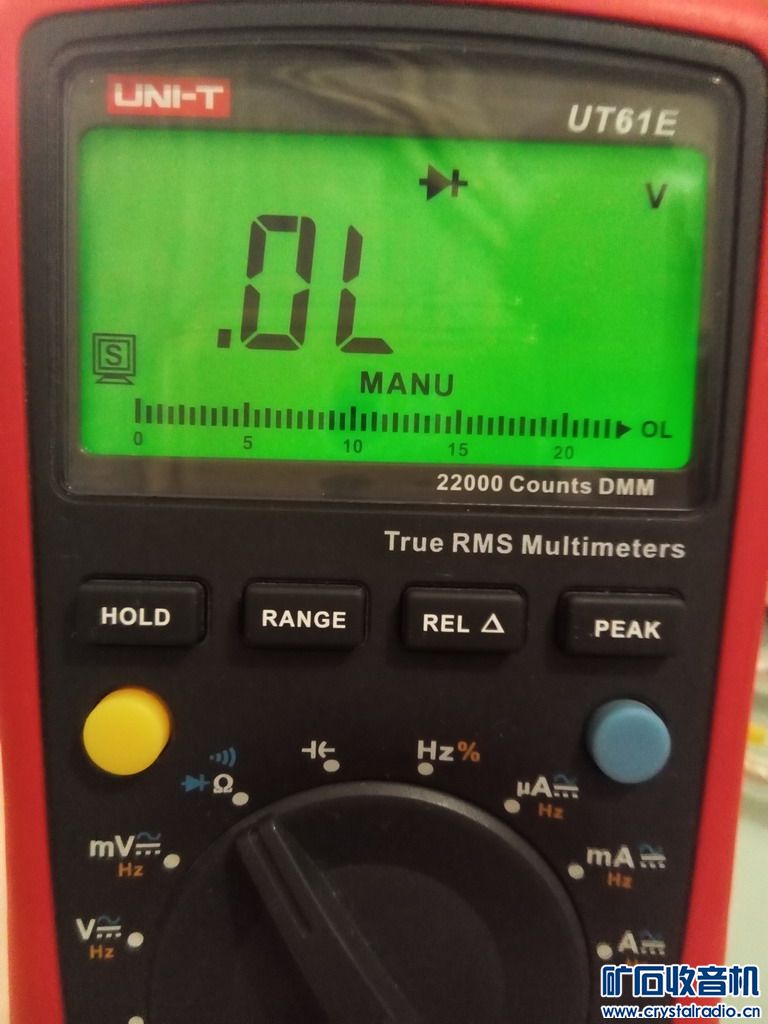 UNI-T
UT61E
V
.0L
S
MANU
0 5 10 15 20 OL
22000 Counts DMM
True RMS Multimeters
HOLD RANGE REL Δ PEAK
Hz%
Ω
μA
Hz
mV
Hz
mA
Hz
V
Hz
A
Hz
矿石收音机
www.crystalradio.cn